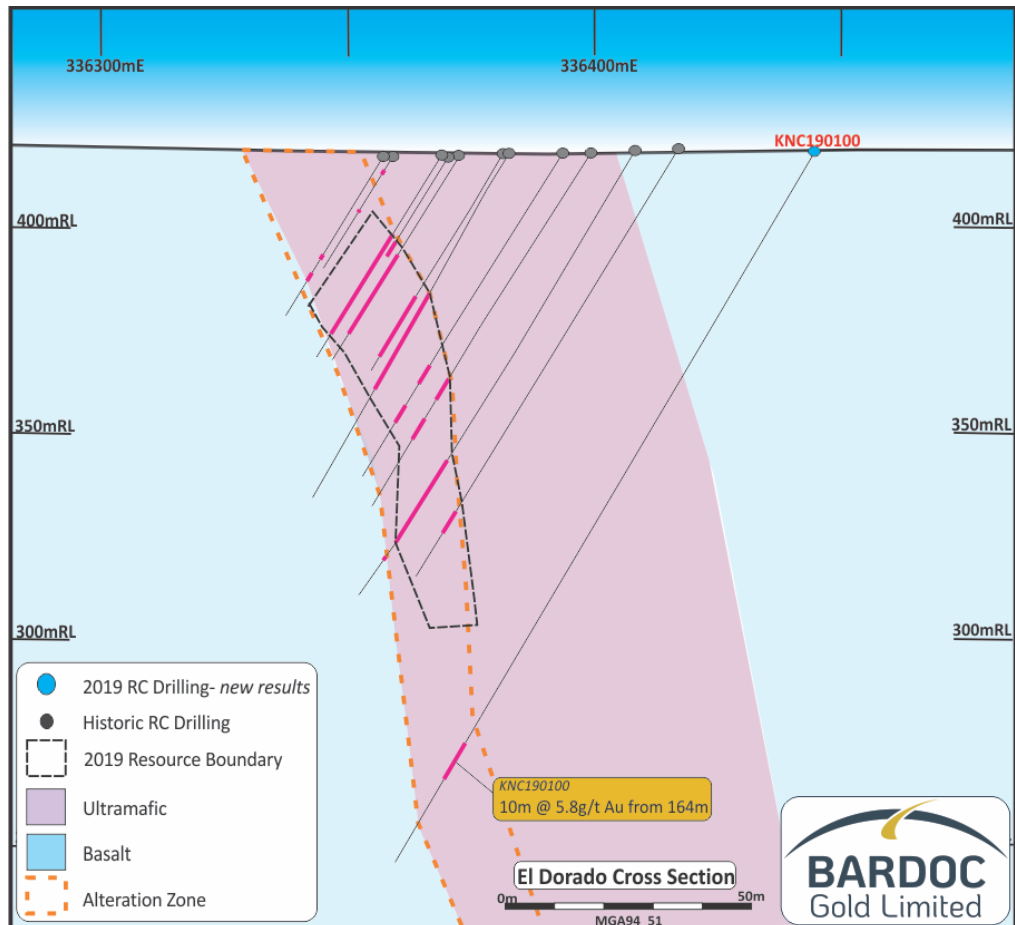 336300mE
336400mE
KNC190100
400mRL
400mRL
350mRL
350mRL
300mRL
300mRL
2019 RC Drilling- new results
Historic RC Drilling
2019 Resource Boundary
Ultramafic
Basalt
Alteration Zone
KNC190100
10m @ 5.8g/t Au from 164m
El Dorado Cross Section
0m
50m
MGA94_51
BARDOC
Gold Limited